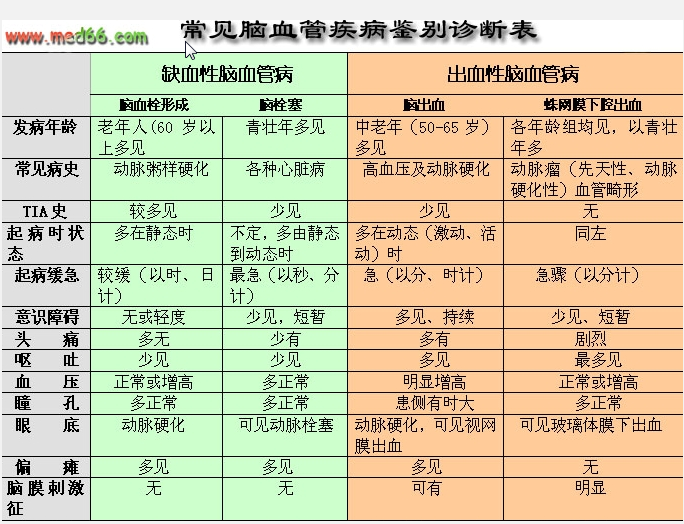 www.med66.com 常见脑血管疾病鉴别诊断表
缺血性脑血管病 出血性脑血管病
脑血栓形成 脑栓塞 脑出血 蛛网膜下腔出血
发病年龄 老年人(60 岁以上多见 青壮年多见 中老年（50-65 岁）多见 各年龄组均见，以青壮年多
常见病史 动脉粥样硬化 各种心脏病 高血压及动脉硬化 动脉瘤（先天性、动脉硬化性）血管畸形
TIA 史 较多见 少见 少见 无
起病时状态 多在静态时 不定，多由静态到动态时 多在动态（激动、活动）时 同左
起病缓急 较缓（以时、日计） 最急（以秒、分计） 急（以分、时计） 急骤（以分计）
意识障碍 无或轻度 少见，短暂 多见、持续 少见、短暂
头 痛 多无 少有 多有 剧烈
呕 吐 少见 少见 多见 最多见
血 压 正常或增高 多正常 明显增高 正常或增高
瞳 孔 多正常 多正常 患侧有时大 多正常
眼 底 动脉硬化 可见动脉栓塞 动脉硬化，可见视网膜出血 可见玻璃体膜下出血
偏 瘫 多见 多见 多见 无
脑膜刺激征 无 无 可有 明显